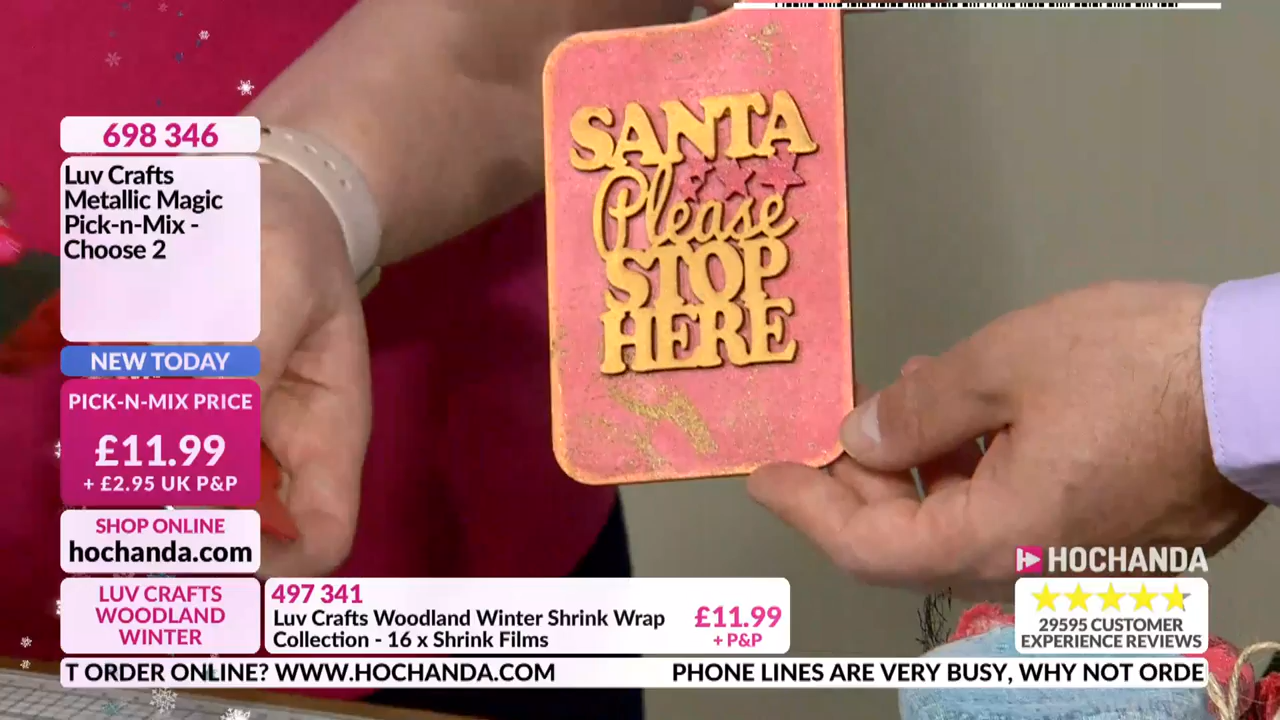 SANTA
Please
STOP
HERE
698 346
Luv Crafts
Metallic Magic
Pick-n-Mix -
Choose 2
NEW TODAY
PICK-N-MIX PRICE
£11.99
+ £2.95 UK P&P
SHOP ONLINE
hochanda.com
LUV CRAFTS
WOODLAND
WINTER
497 341
Luv Crafts Woodland Winter Shrink Wrap
Collection - 16 x Shrink Films
£11.99
+ P&P
HOCHANDA
29595 CUSTOMER
EXPERIENCE REVIEWS
T ORDER ONLINE? WWW.HOCHANDA.COM PHONE LINES ARE VERY BUSY, WHY NOT ORDE